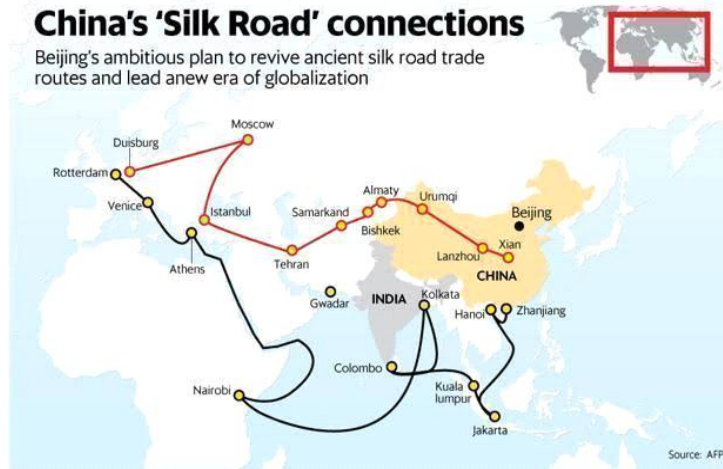 China's 'Silk Road' connections
Beijing's ambitious plan to revive ancient silk road trade
routes and lead anew era of globalization
Moscow
Duisburg
Rotterdam
Venice
Istanbul
Athens
Tehran
Samarkand
Almaty
Bishkek
Urumqi
Beijing
Xian
Lanzhou
CHINA
Gwadar
INDIA
Kolkata
Hanoi
Zhanjiang
Colombo
Kuala
lumpur
Jakarta
Nairobi
Source: AFP